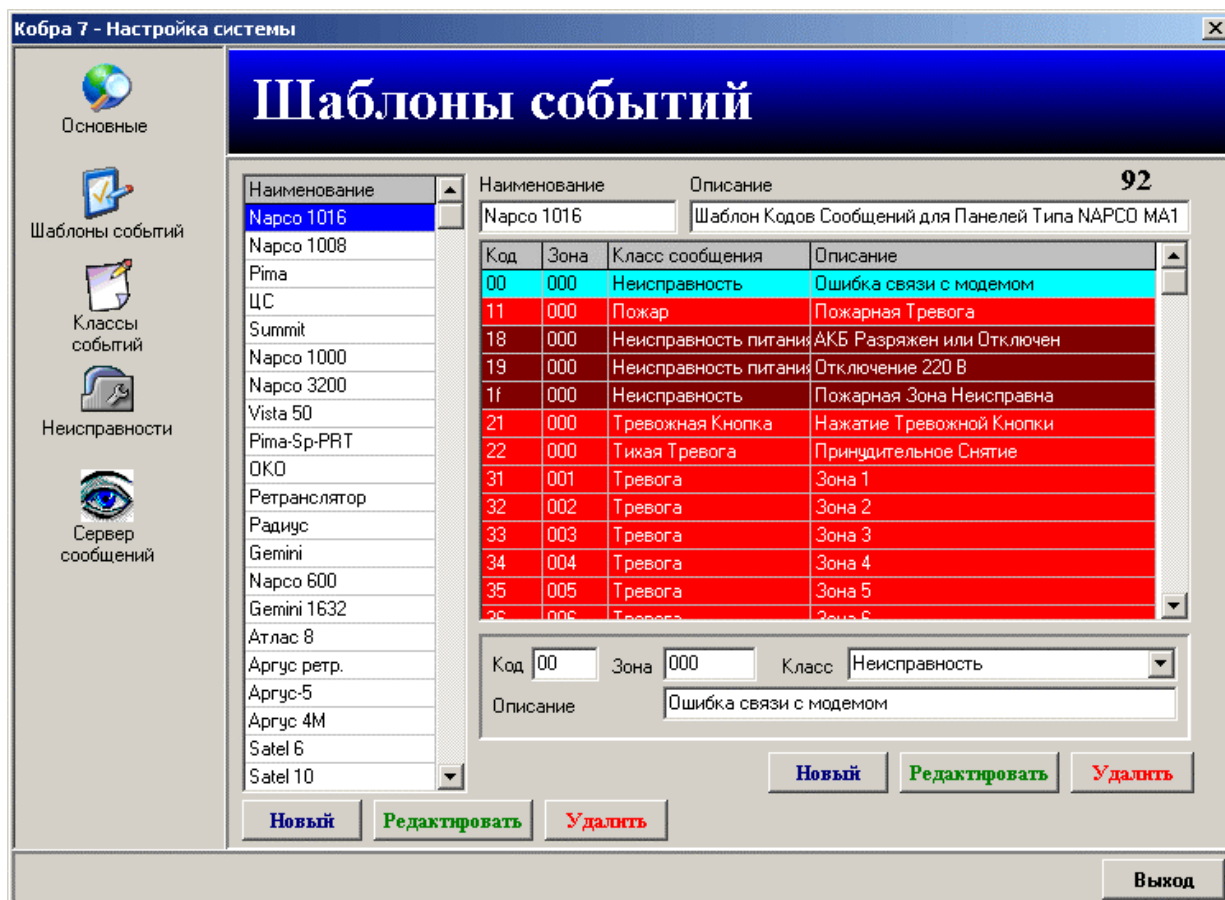 Кобра 7 - Настройка системы
Основные
Шаблоны событий
Классы
событий
Неисправности
Сервер
сообщений
Шаблоны событий
Наименование
Napco 1016
Napco 1008
Pima
ЦС
Summit
Napco 1000
Napco 3200
Vista 50
Pima-Sp-PRT
ОКО
Ретранслятор
Радиус
Gemini
Napco 600
Gemini 1632
Атлас 8
Аргус ретр.
Аргус-5
Аргус 4М
Satel 6
Satel 10
Новый Редактировать Удалить
Наименование Описание 92
Napco 1016 Шаблон Кодов Сообщений для Панелей Типа NAPCO MA1
Код Зона Класс сообщения Описание
00 000 Неисправность Ошибка связи с модемом
11 000 Пожар Пожарная Тревога
18 000 Неисправность питания АКБ Разряжен или Отключен
19 000 Неисправность питания Отключение 220 В
1f 000 Неисправность Пожарная Зона Неисправна
21 000 Тревожная Кнопка Нажатие Тревожной Кнопки
22 000 Тихая Тревога Принудительное Снятие
31 001 Тревога Зона 1
32 002 Тревога Зона 2
33 003 Тревога Зона 3
34 004 Тревога Зона 4
35 005 Тревога Зона 5
36 006 Тревога Зона 6
Код 00 Зона 000 Класс Неисправность
Описание Ошибка связи с модемом
Новый Редактировать Удалить
Выход